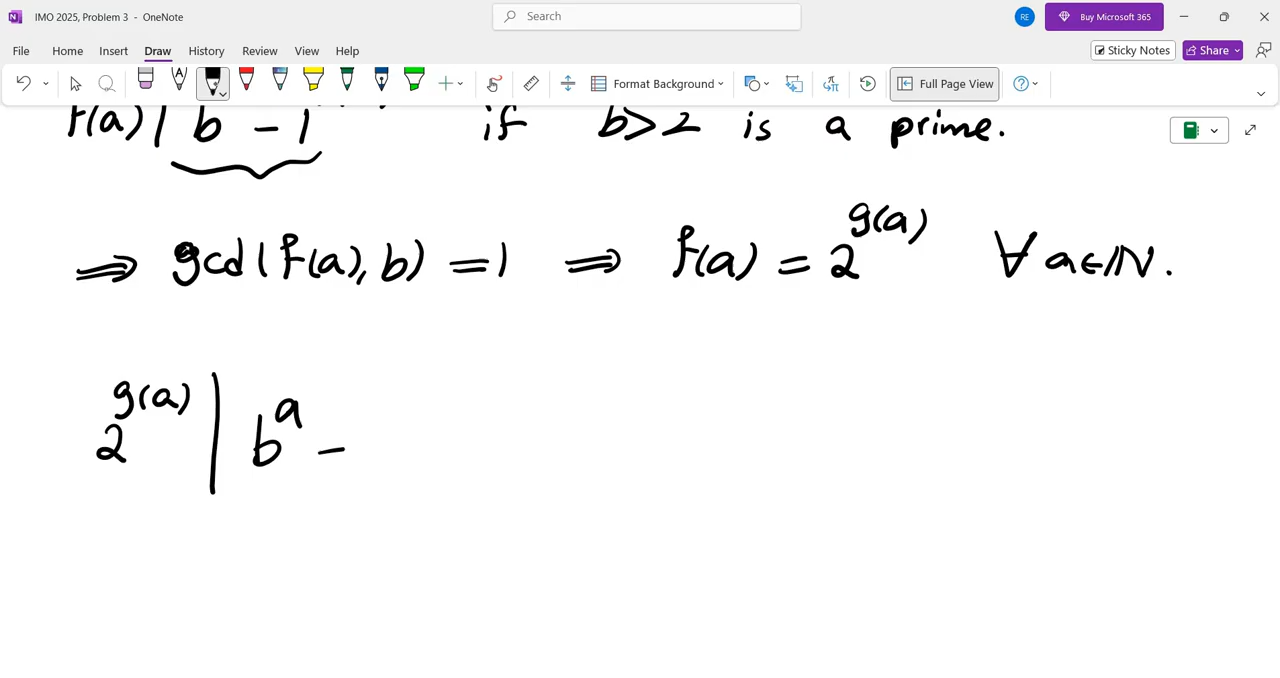 IMO 2025, Problem 3 - OneNote
Search
RE
Buy Microsoft 365
File Home Insert Draw History Review View Help
Sticky Notes
Share
A
Format Background
Full Page View
f(a) | b - 1 if b > 2 is a prime.
⟹ gcd(f(a), b) = 1 ⟹ f(a) = 2^{g(a)} ∀ a ∈ ℕ.
2^{g(a)} | b^a -